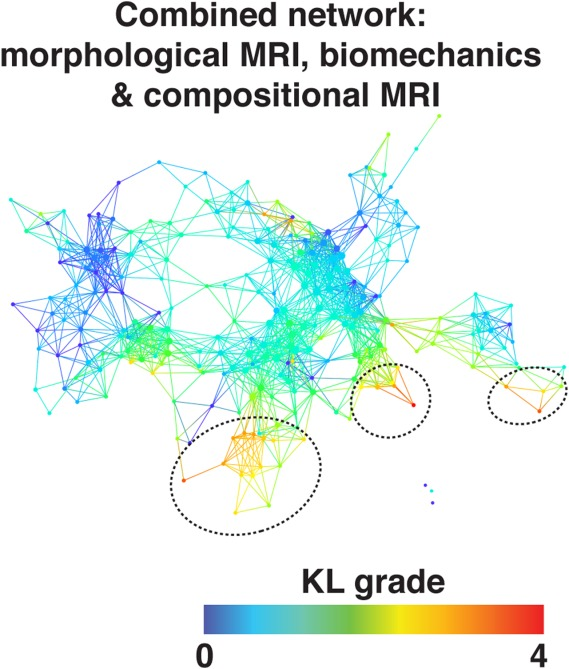 Combined network:
morphological MRI, biomechanics
& compositional MRI
KL grade
0 4